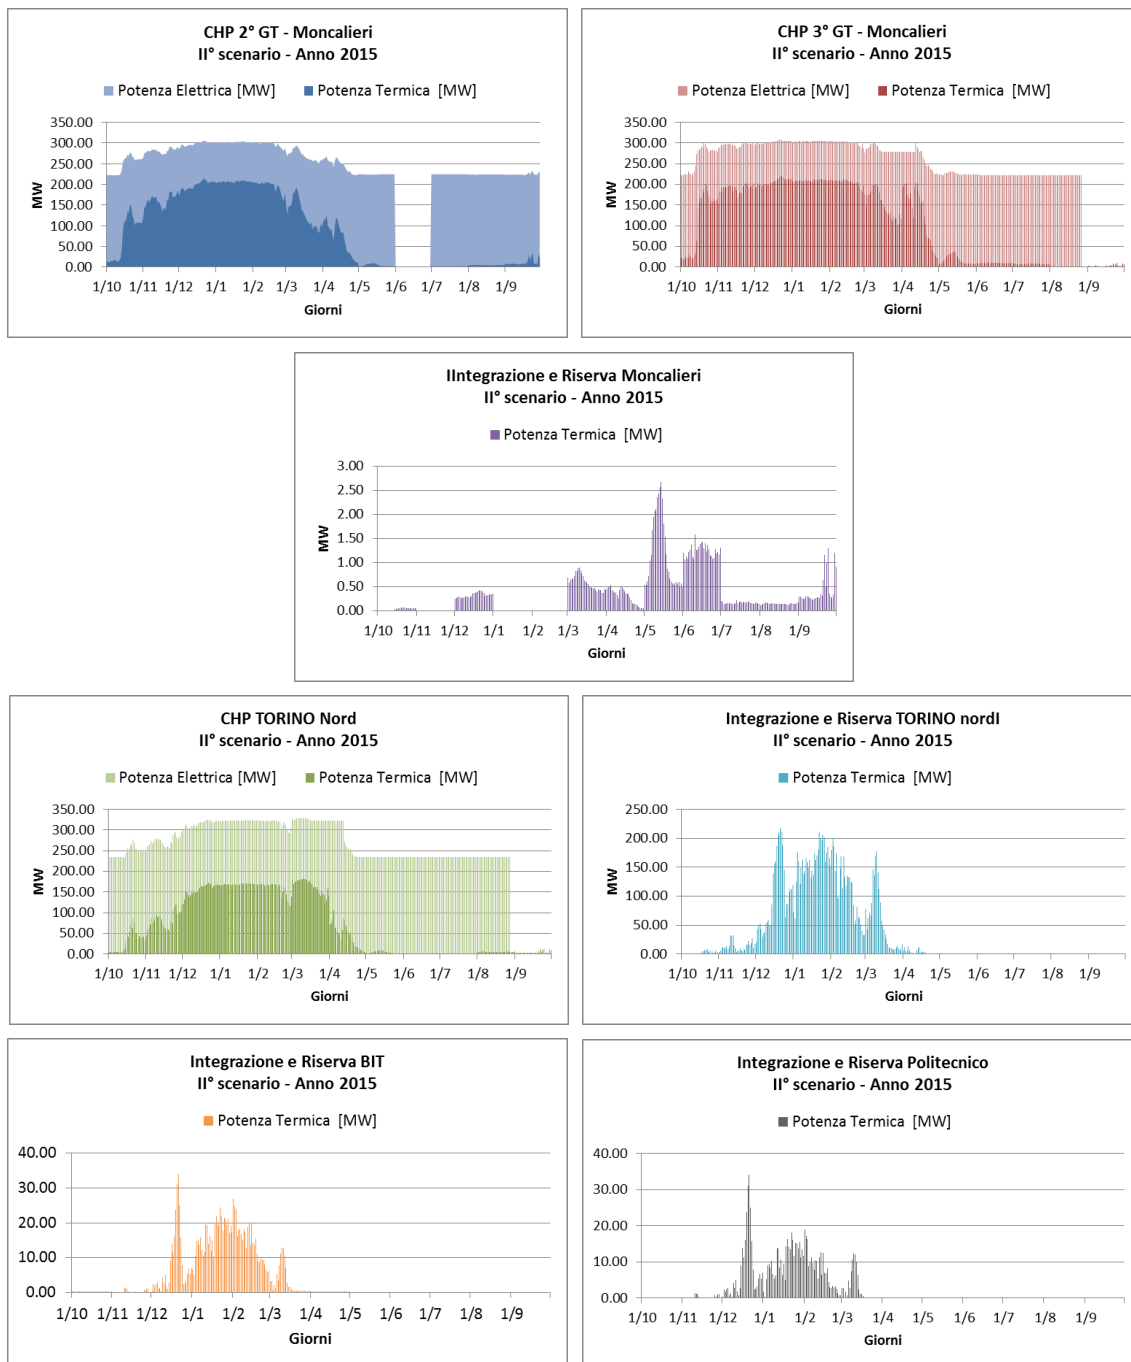 CHP 2° GT - Moncalieri
II° scenario - Anno 2015
Potenza Elettrica [MW] Potenza Termica [MW]
350.00
300.00
250.00
200.00
150.00
100.00
50.00
0.00
MW
1/10 1/11 1/12 1/1 1/2 1/3 1/4 1/5 1/6 1/7 1/8 1/9
Giorni
CHP 3° GT - Moncalieri
II° scenario - Anno 2015
Potenza Elettrica [MW] Potenza Termica [MW]
350.00
300.00
250.00
200.00
150.00
100.00
50.00
0.00
MW
1/10 1/11 1/12 1/1 1/2 1/3 1/4 1/5 1/6 1/7 1/8 1/9
Giorni
IIntegrazione e Riserva Moncalieri
II° scenario - Anno 2015
Potenza Termica [MW]
3.00
2.50
2.00
1.50
1.00
0.50
0.00
MW
1/10 1/11 1/12 1/1 1/2 1/3 1/4 1/5 1/6 1/7 1/8 1/9
Giorni
CHP TORINO Nord
II° scenario - Anno 2015
Potenza Elettrica [MW] Potenza Termica [MW]
350.00
300.00
250.00
200.00
150.00
100.00
50.00
0.00
MW
1/10 1/11 1/12 1/1 1/2 1/3 1/4 1/5 1/6 1/7 1/8 1/9
Giorni
Integrazione e Riserva TORINO nordI
II° scenario - Anno 2015
Potenza Termica [MW]
250.00
200.00
150.00
100.00
50.00
0.00
MW
1/10 1/11 1/12 1/1 1/2 1/3 1/4 1/5 1/6 1/7 1/8 1/9
Giorni
Integrazione e Riserva BIT
II° scenario - Anno 2015
Potenza Termica [MW]
40.00
30.00
20.00
10.00
0.00
1/10 1/11 1/12 1/1 1/2 1/3 1/4 1/5 1/6 1/7 1/8 1/9
Giorni
Integrazione e Riserva Politecnico
II° scenario - Anno 2015
Potenza Termica [MW]
40.00
30.00
20.00
10.00
0.00
1/10 1/11 1/12 1/1 1/2 1/3 1/4 1/5 1/6 1/7 1/8 1/9
Giorni